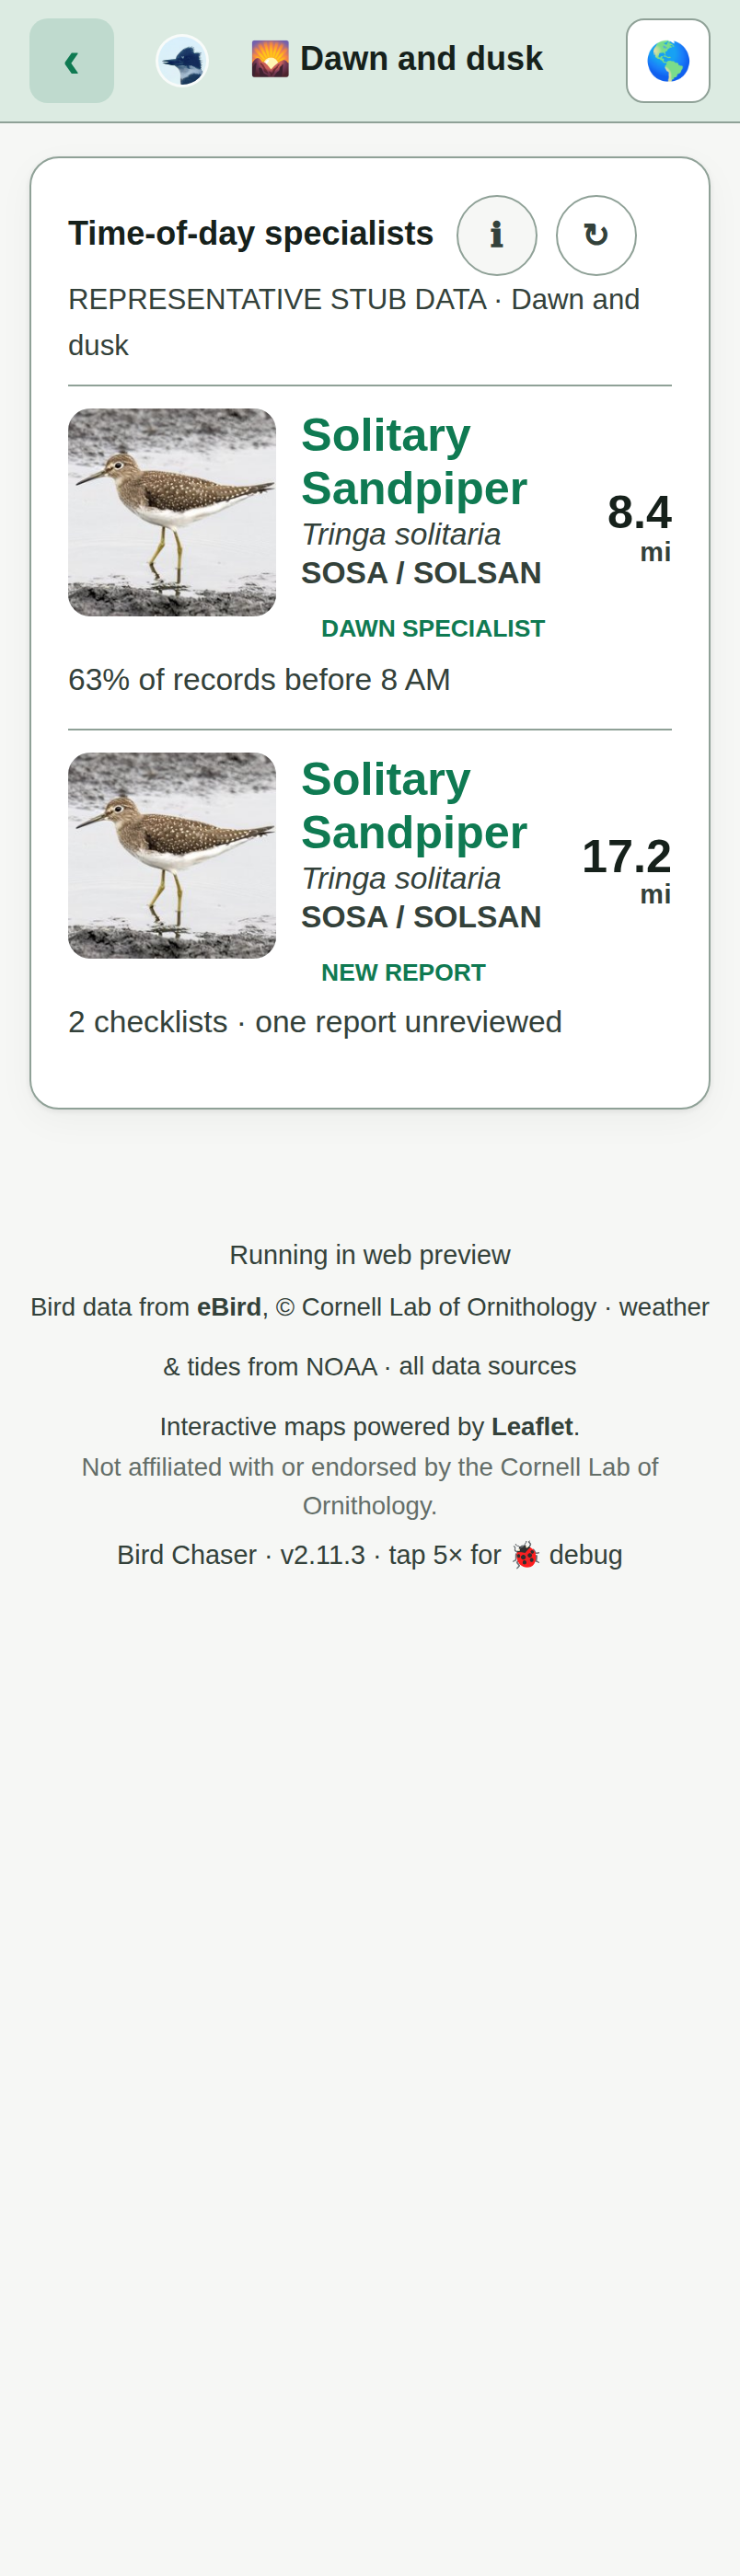 ‹ 🌄 Dawn and dusk 🌎
Time-of-day specialists ℹ ↻
REPRESENTATIVE STUB DATA · Dawn and
dusk
Solitary
Sandpiper
Tringa solitaria
SOSA / SOLSAN
8.4
mi
DAWN SPECIALIST
63% of records before 8 AM
Solitary
Sandpiper
Tringa solitaria
SOSA / SOLSAN
17.2
mi
NEW REPORT
2 checklists · one report unreviewed
Running in web preview
Bird data from eBird, © Cornell Lab of Ornithology · weather
& tides from NOAA · all data sources
Interactive maps powered by Leaflet.
Not affiliated with or endorsed by the Cornell Lab of
Ornithology.
Bird Chaser · v2.11.3 · tap 5× for 🐞 debug